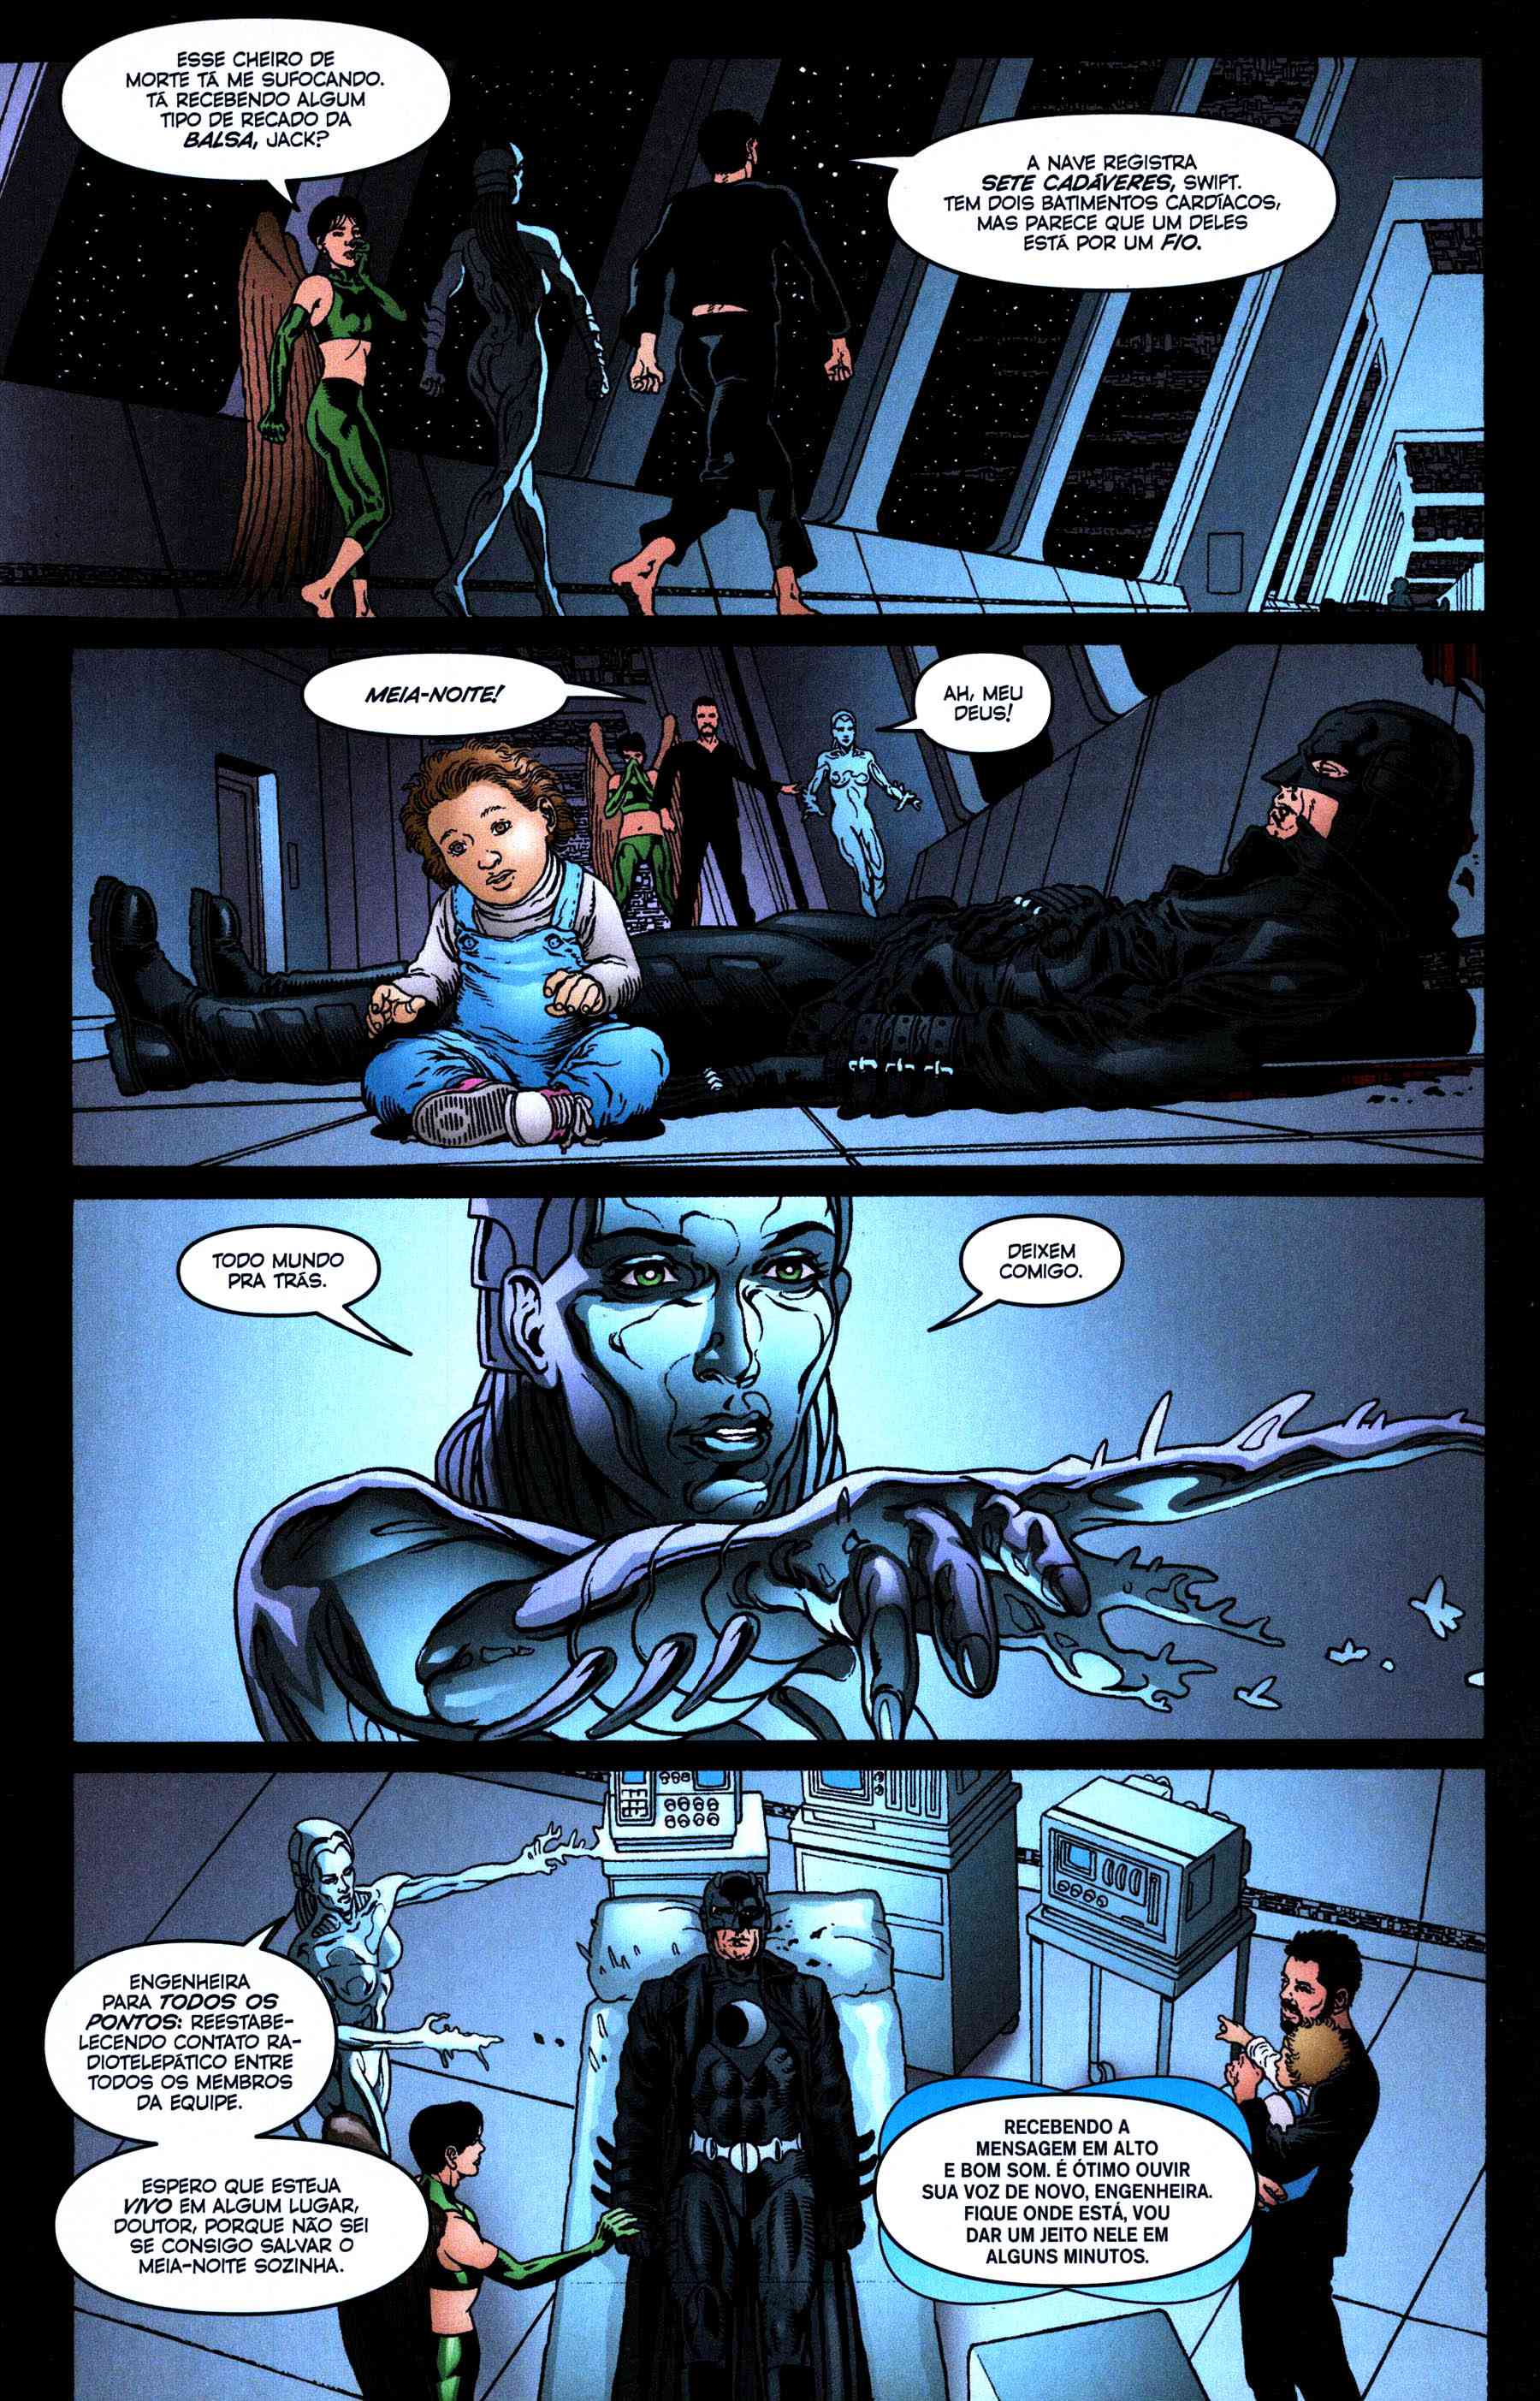 ESSE CHEIRO DE
MORTE TÁ ME SUFOCANDO.
TÁ RECEBENDO ALGUM
TIPO DE RECADO DA
BALSA, JACK?
A NAVE REGISTRA
SETE CADÁVERES, SWIFT.
TEM DOIS BATIMENTOS CARDÍACOS,
MAS PARECE QUE UM DELES
ESTÁ POR UM FIO.
MEIA-NOITE!
AH, MEU
DEUS!
TODO MUNDO
PRA TRÁS.
DEIXEM
COMIGO.
ENGENHEIRA
PARA TODOS OS
PONTOS: REESTABE-
LECENDO CONTATO RA-
DIOTELEPÁTICO ENTRE
TODOS OS MEMBROS
DA EQUIPE.
ESPERO QUE ESTEJA
VIVO EM ALGUM LUGAR,
DOUTOR, PORQUE NÃO SEI
SE CONSIGO SALVAR O
MEIA-NOITE SOZINHA.
RECEBENDO A
MENSAGEM EM ALTO
E BOM SOM. É ÓTIMO OUVIR
SUA VOZ DE NOVO, ENGENHEIRA.
FIQUE ONDE ESTÁ, VOU
DAR UM JEITO NELE EM
ALGUNS MINUTOS.